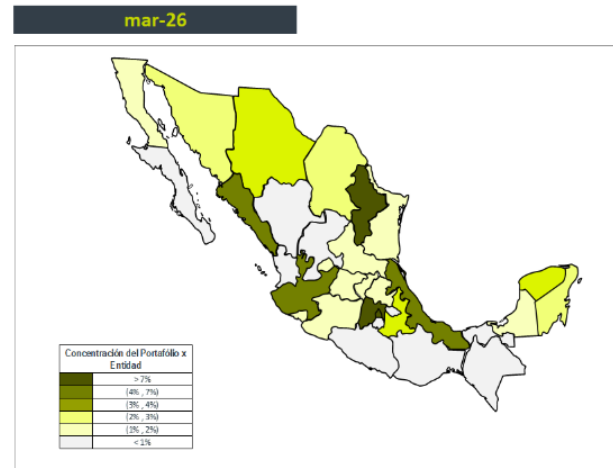 mar-26
Concentración del Portafólio x
Entidad
>7%
(4% , 7%)
(3% , 4%)
(2% , 3%)
(1% , 2%)
<1%